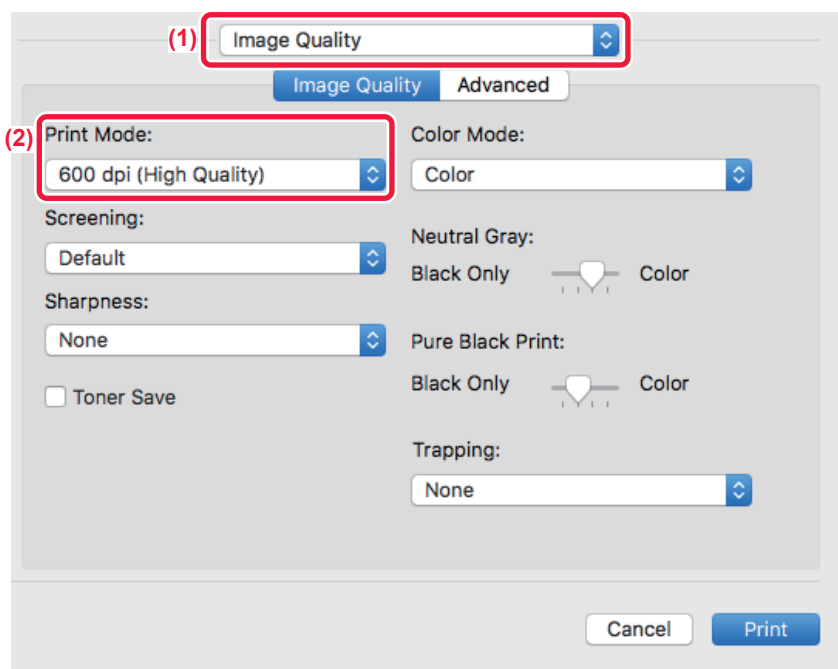 (1) Image Quality
Image Quality Advanced
(2) Print Mode:
600 dpi (High Quality)
Screening:
Default
Sharpness:
None
Toner Save
Color Mode:
Color
Neutral Gray:
Black Only Color
Pure Black Print:
Black Only Color
Trapping:
None
Cancel Print